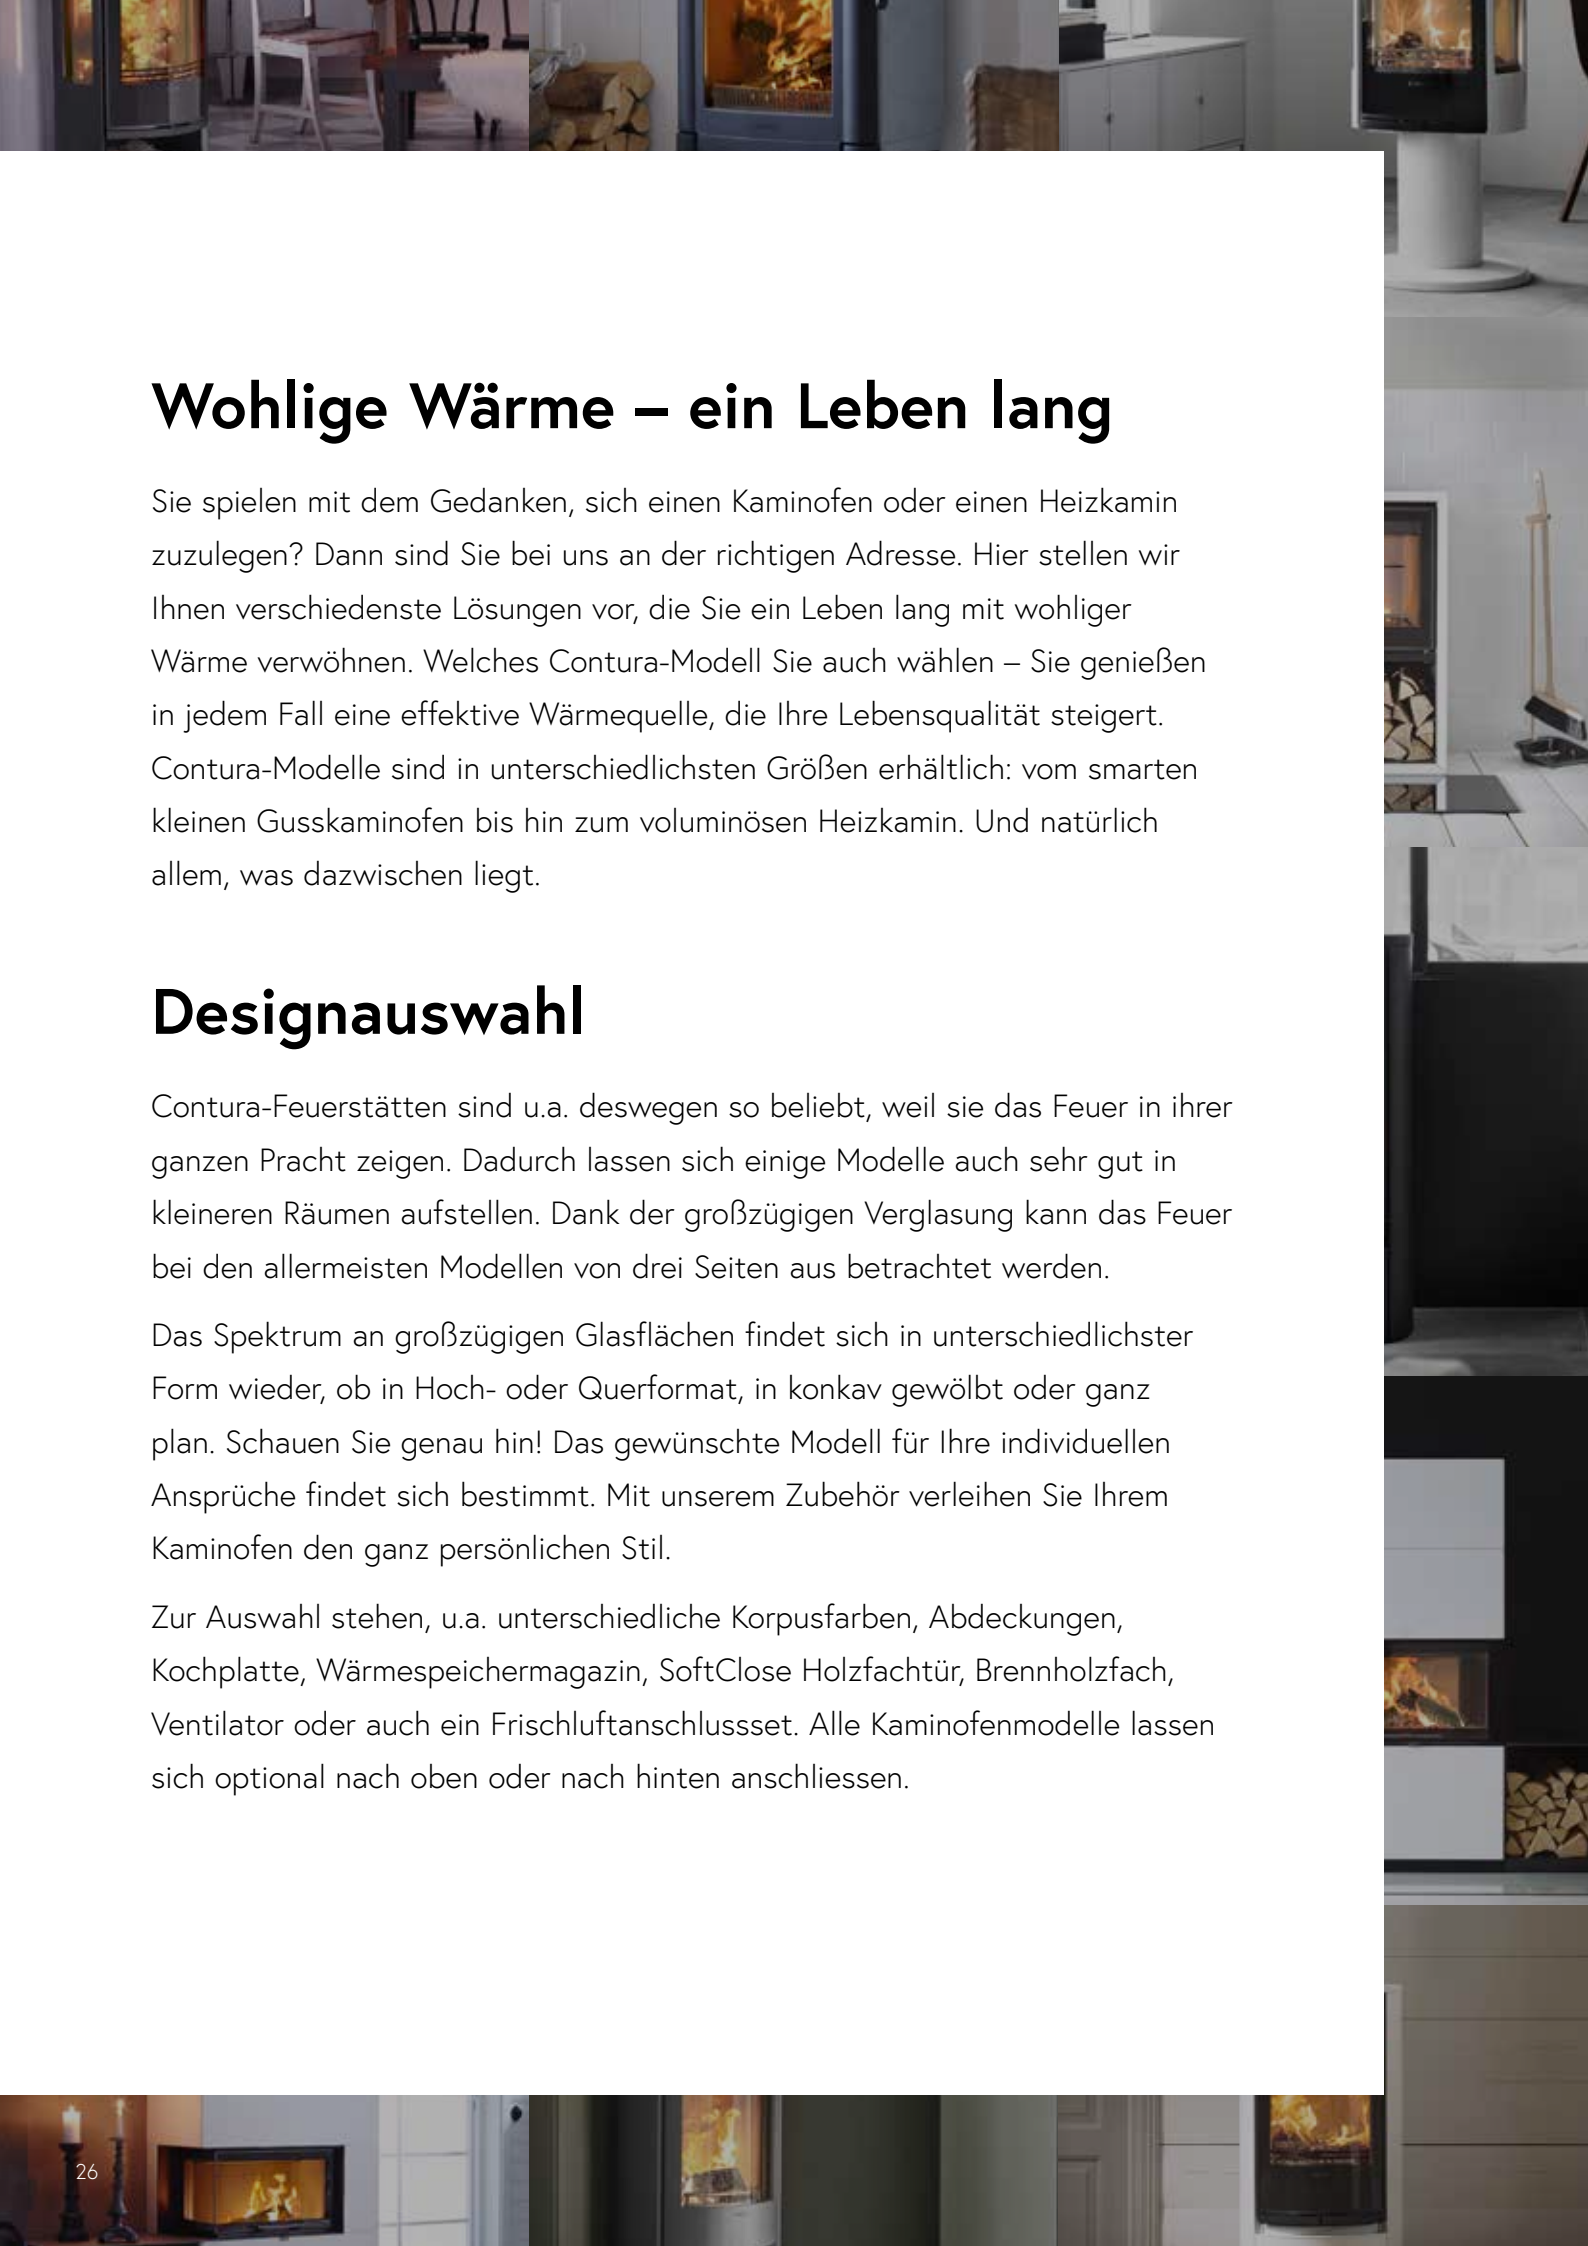 Wohlige Wärme – ein Leben lang
Sie spielen mit dem Gedanken, sich einen Kaminofen oder einen Heizkamin
zuzulegen? Dann sind Sie bei uns an der richtigen Adresse. Hier stellen wir
Ihnen verschiedenste Lösungen vor, die Sie ein Leben lang mit wohliger
Wärme verwöhnen. Welches Contura-Modell Sie auch wählen – Sie genießen
in jedem Fall eine effektive Wärmequelle, die Ihre Lebensqualität steigert.
Contura-Modelle sind in unterschiedlichsten Größen erhältlich: vom smarten
kleinen Gusskaminofen bis hin zum voluminösen Heizkamin. Und natürlich
allem, was dazwischen liegt.
Designauswahl
Contura-Feuerstätten sind u.a. deswegen so beliebt, weil sie das Feuer in ihrer
ganzen Pracht zeigen. Dadurch lassen sich einige Modelle auch sehr gut in
kleineren Räumen aufstellen. Dank der großzügigen Verglasung kann das Feuer
bei den allermeisten Modellen von drei Seiten aus betrachtet werden.
Das Spektrum an großzügigen Glasflächen findet sich in unterschiedlichster
Form wieder, ob in Hoch- oder Querformat, in konkav gewölbt oder ganz
plan. Schauen Sie genau hin! Das gewünschte Modell für Ihre individuellen
Ansprüche findet sich bestimmt. Mit unserem Zubehör verleihen Sie Ihrem
Kaminofen den ganz persönlichen Stil.
Zur Auswahl stehen, u.a. unterschiedliche Korpusfarben, Abdeckungen,
Kochplatte, Wärmespeichermagazin, SoftClose Holzfachtür, Brennholzfach,
Ventilator oder auch ein Frischluftanschlussset. Alle Kaminofenmodelle lassen
sich optional nach oben oder nach hinten anschliessen.
26